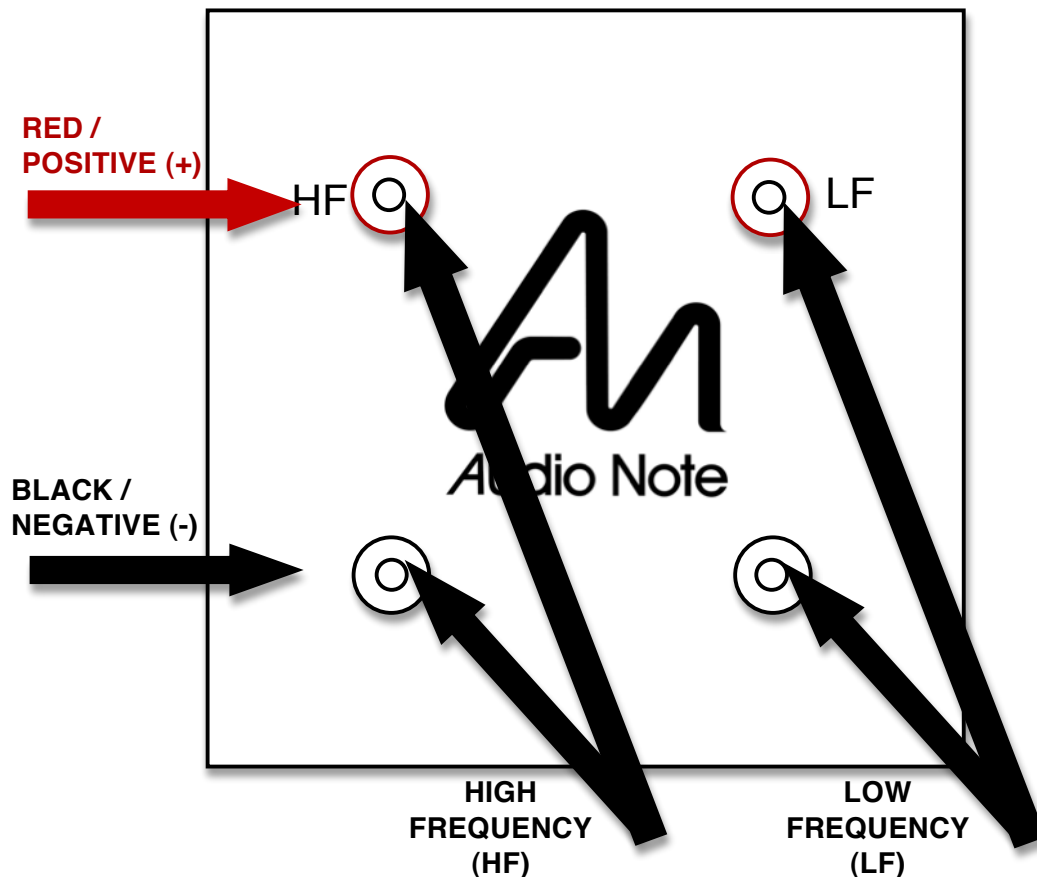 RED /
POSITIVE (+)
HF
LF
Audio Note
BLACK /
NEGATIVE (-)
HIGH
FREQUENCY
(HF)
LOW
FREQUENCY
(LF)